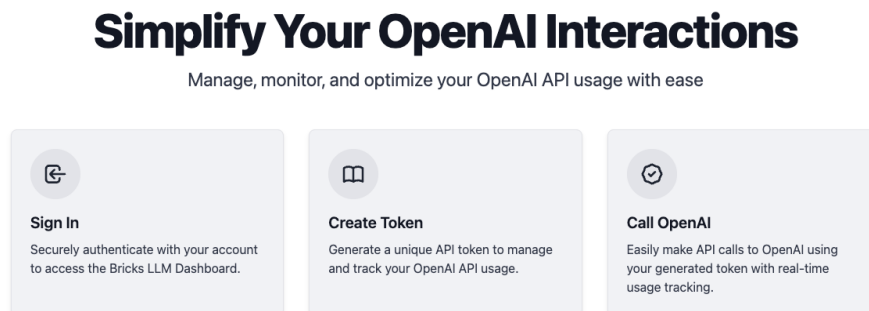 Simplify Your OpenAI Interactions
Manage, monitor, and optimize your OpenAI API usage with ease
Sign In
Securely authenticate with your account
to access the Bricks LLM Dashboard.
Create Token
Generate a unique API token to manage
and track your OpenAI API usage.
Call OpenAI
Easily make API calls to OpenAI using
your generated token with real-time
usage tracking.